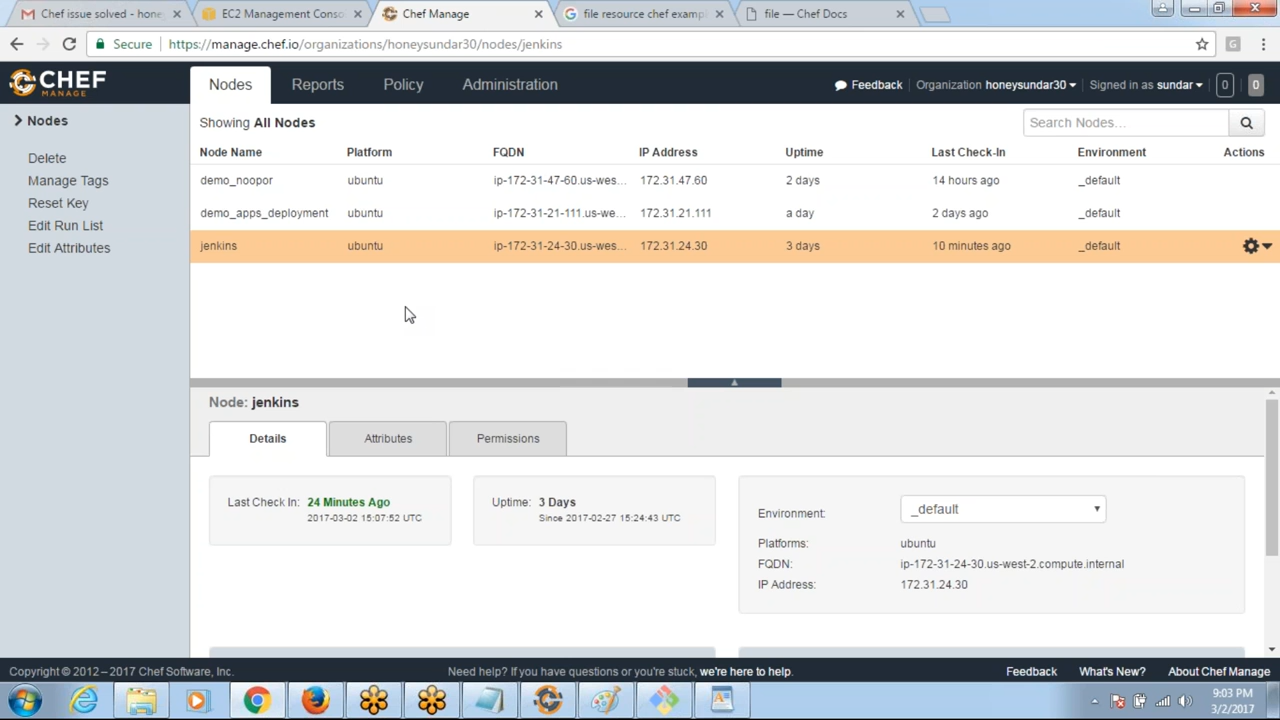 Chef issue solved - hone
EC2 Management Conso
Chef Manage
file resource chef exampl
file — Chef Docs
Secure
https://manage.chef.io/organizations/honeysundar30/nodes/jenkins
G
CHEF
MANAGE
Nodes
Reports
Policy
Administration
Feedback
Organization honeysundar30
Signed in as sundar
0
0
Nodes
Delete
Manage Tags
Reset Key
Edit Run List
Edit Attributes
Showing All Nodes
Search Nodes...
Node Name Platform FQDN IP Address Uptime Last Check-In Environment Actions
demo_noopor ubuntu ip-172-31-47-60.us-wes... 172.31.47.60 2 days 14 hours ago _default
demo_apps_deployment ubuntu ip-172-31-21-111.us-we... 172.31.21.111 a day 2 days ago _default
jenkins ubuntu ip-172-31-24-30.us-wes... 172.31.24.30 3 days 10 minutes ago _default
Node: jenkins
Details
Attributes
Permissions
Last Check In: 24 Minutes Ago
2017-03-02 15:07:52 UTC
Uptime: 3 Days
Since 2017-02-27 15:24:43 UTC
Environment: _default
Platforms: ubuntu
FQDN: ip-172-31-24-30.us-west-2.compute.internal
IP Address: 172.31.24.30
Copyright © 2012 – 2017 Chef Software, Inc.
Need help? If you have questions or you're stuck, we're here to help.
Feedback
What's New?
About Chef Manage
9:03 PM
3/2/2017